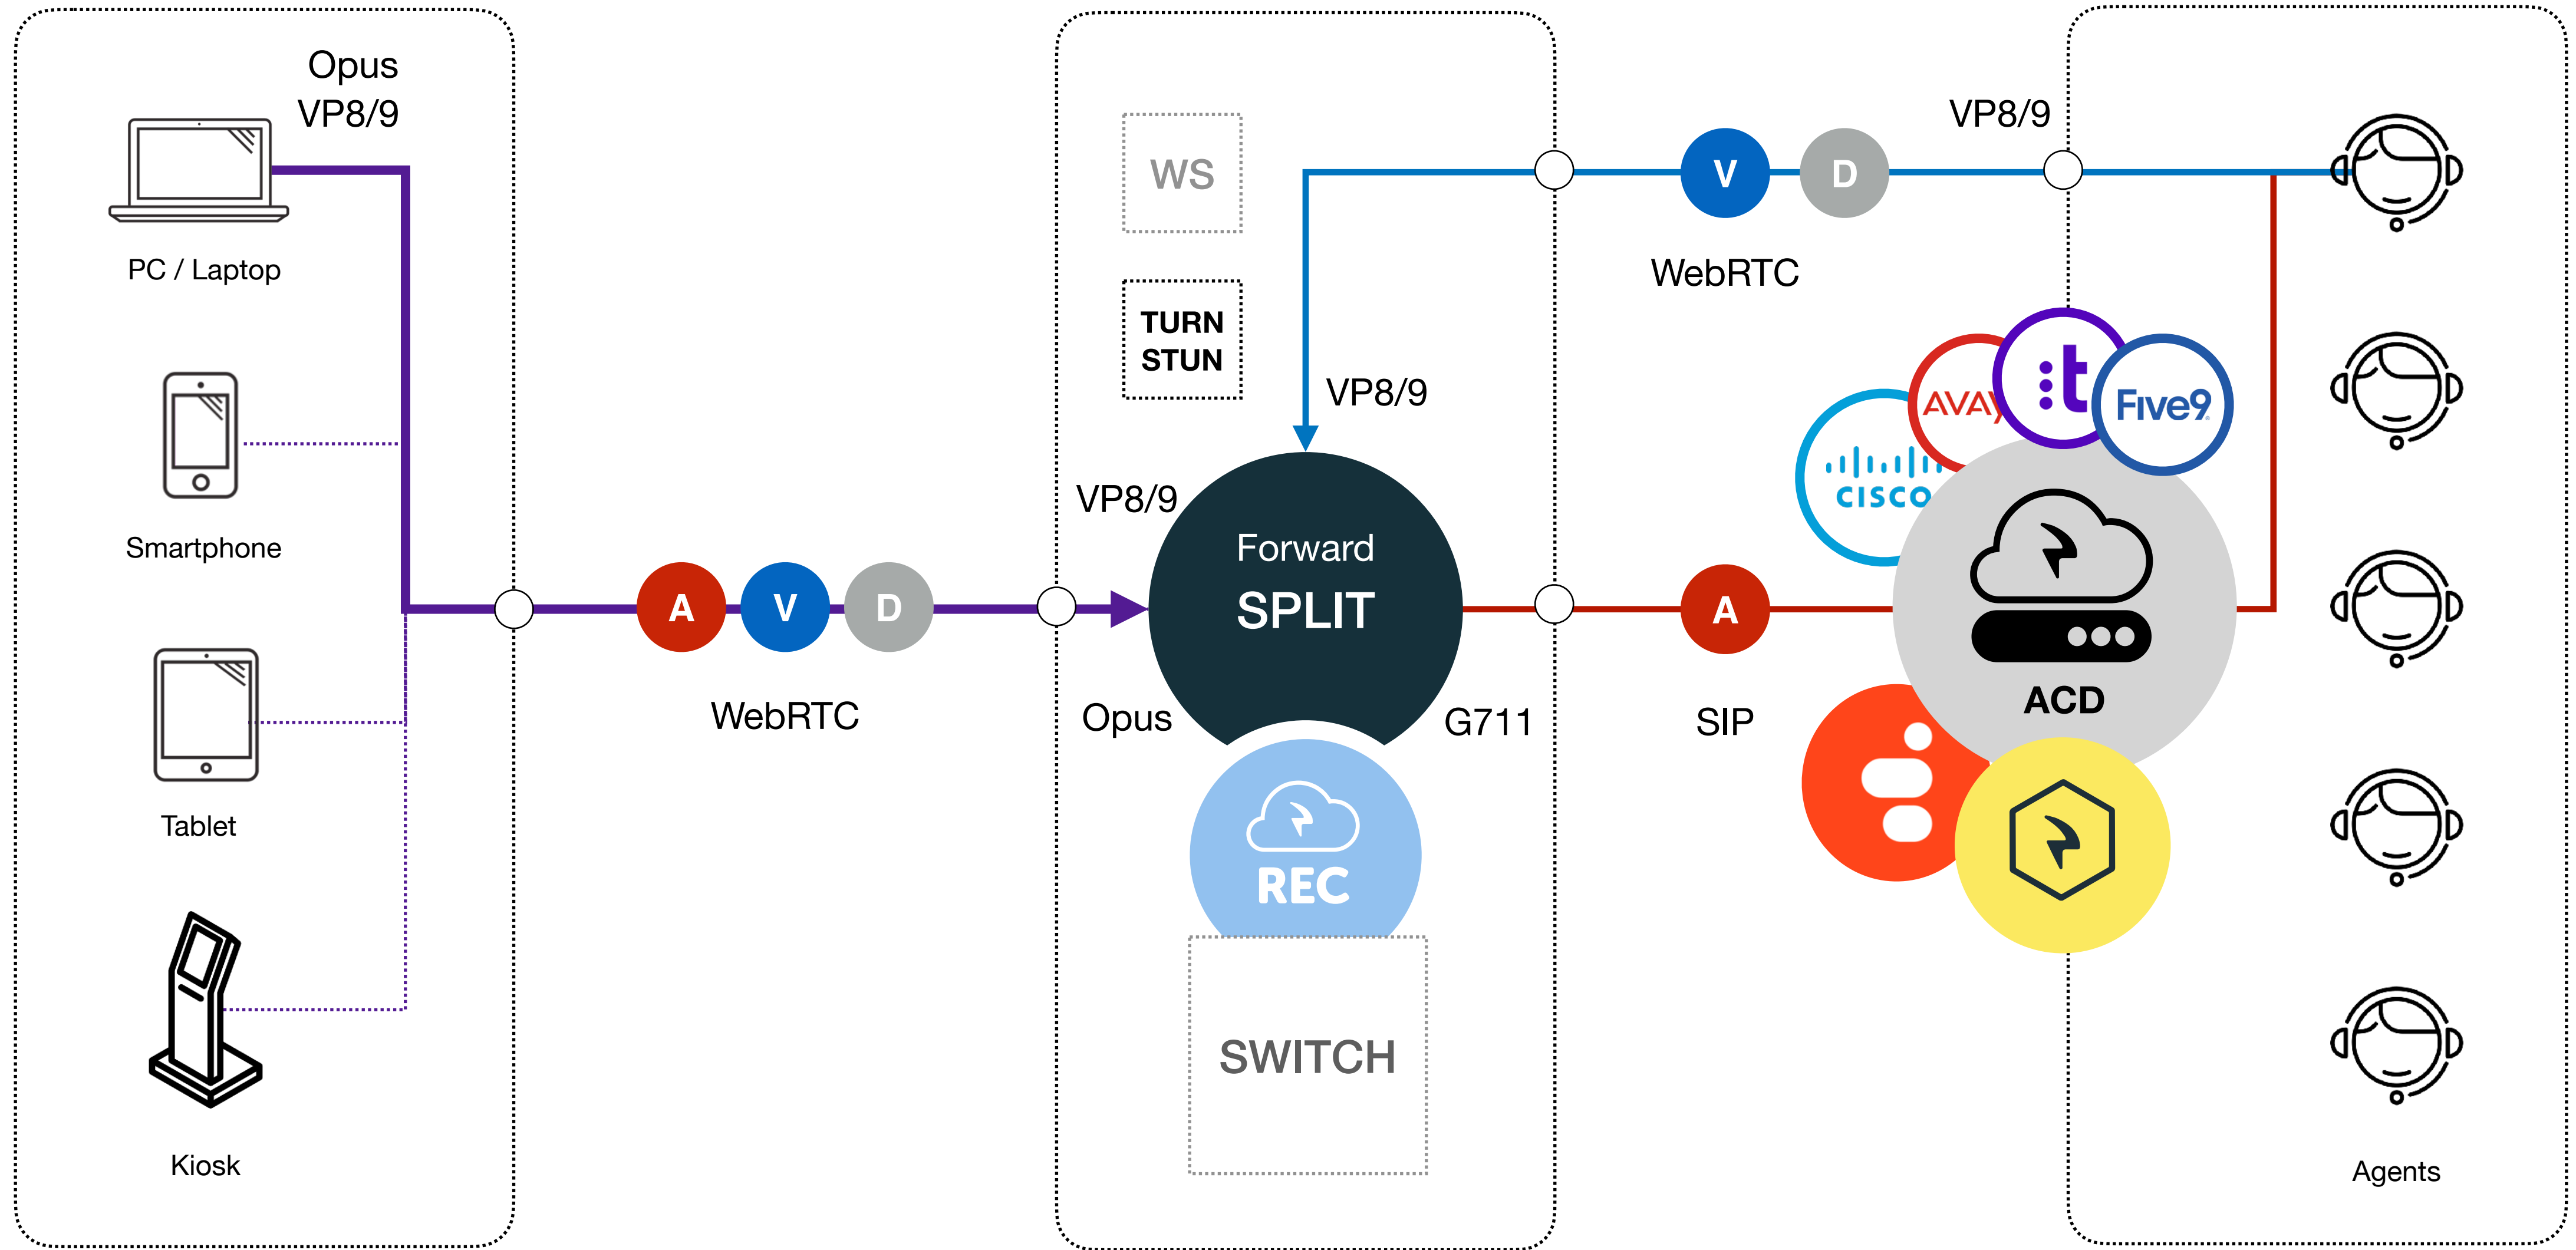 Opus
VP8/9
PC / Laptop
Smartphone
Tablet
Kiosk
A
V
D
WebRTC
WS
TURN
STUN
VP8/9
VP8/9
Forward
SPLIT
Opus
G711
REC
SWITCH
V
D
WebRTC
VP8/9
A
SIP
CISCO
AVAY
t
Five9
ACD
Agents